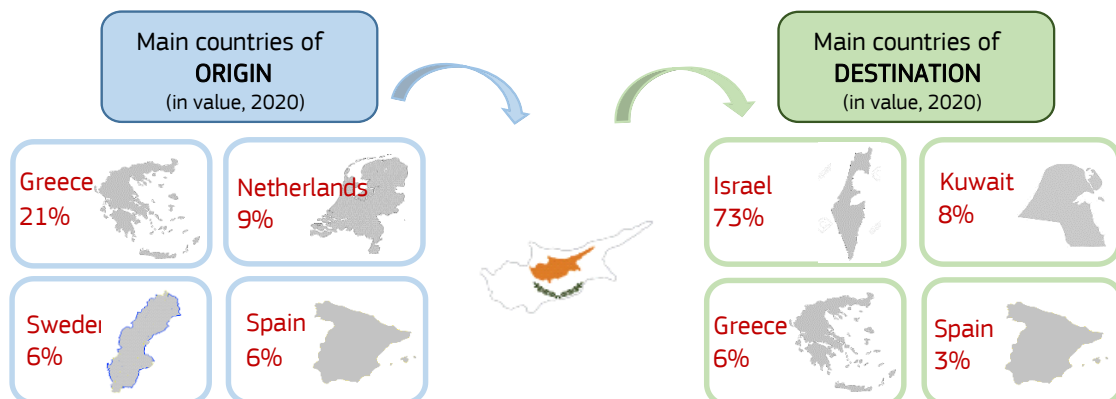 Main countries of
ORIGIN
(in value, 2020)
Main countries of
DESTINATION
(in value, 2020)
Greece
21%
Netherlands
9%
Israel
73%
Kuwait
8%
Sweden
6%
Spain
6%
Greece
6%
Spain
3%